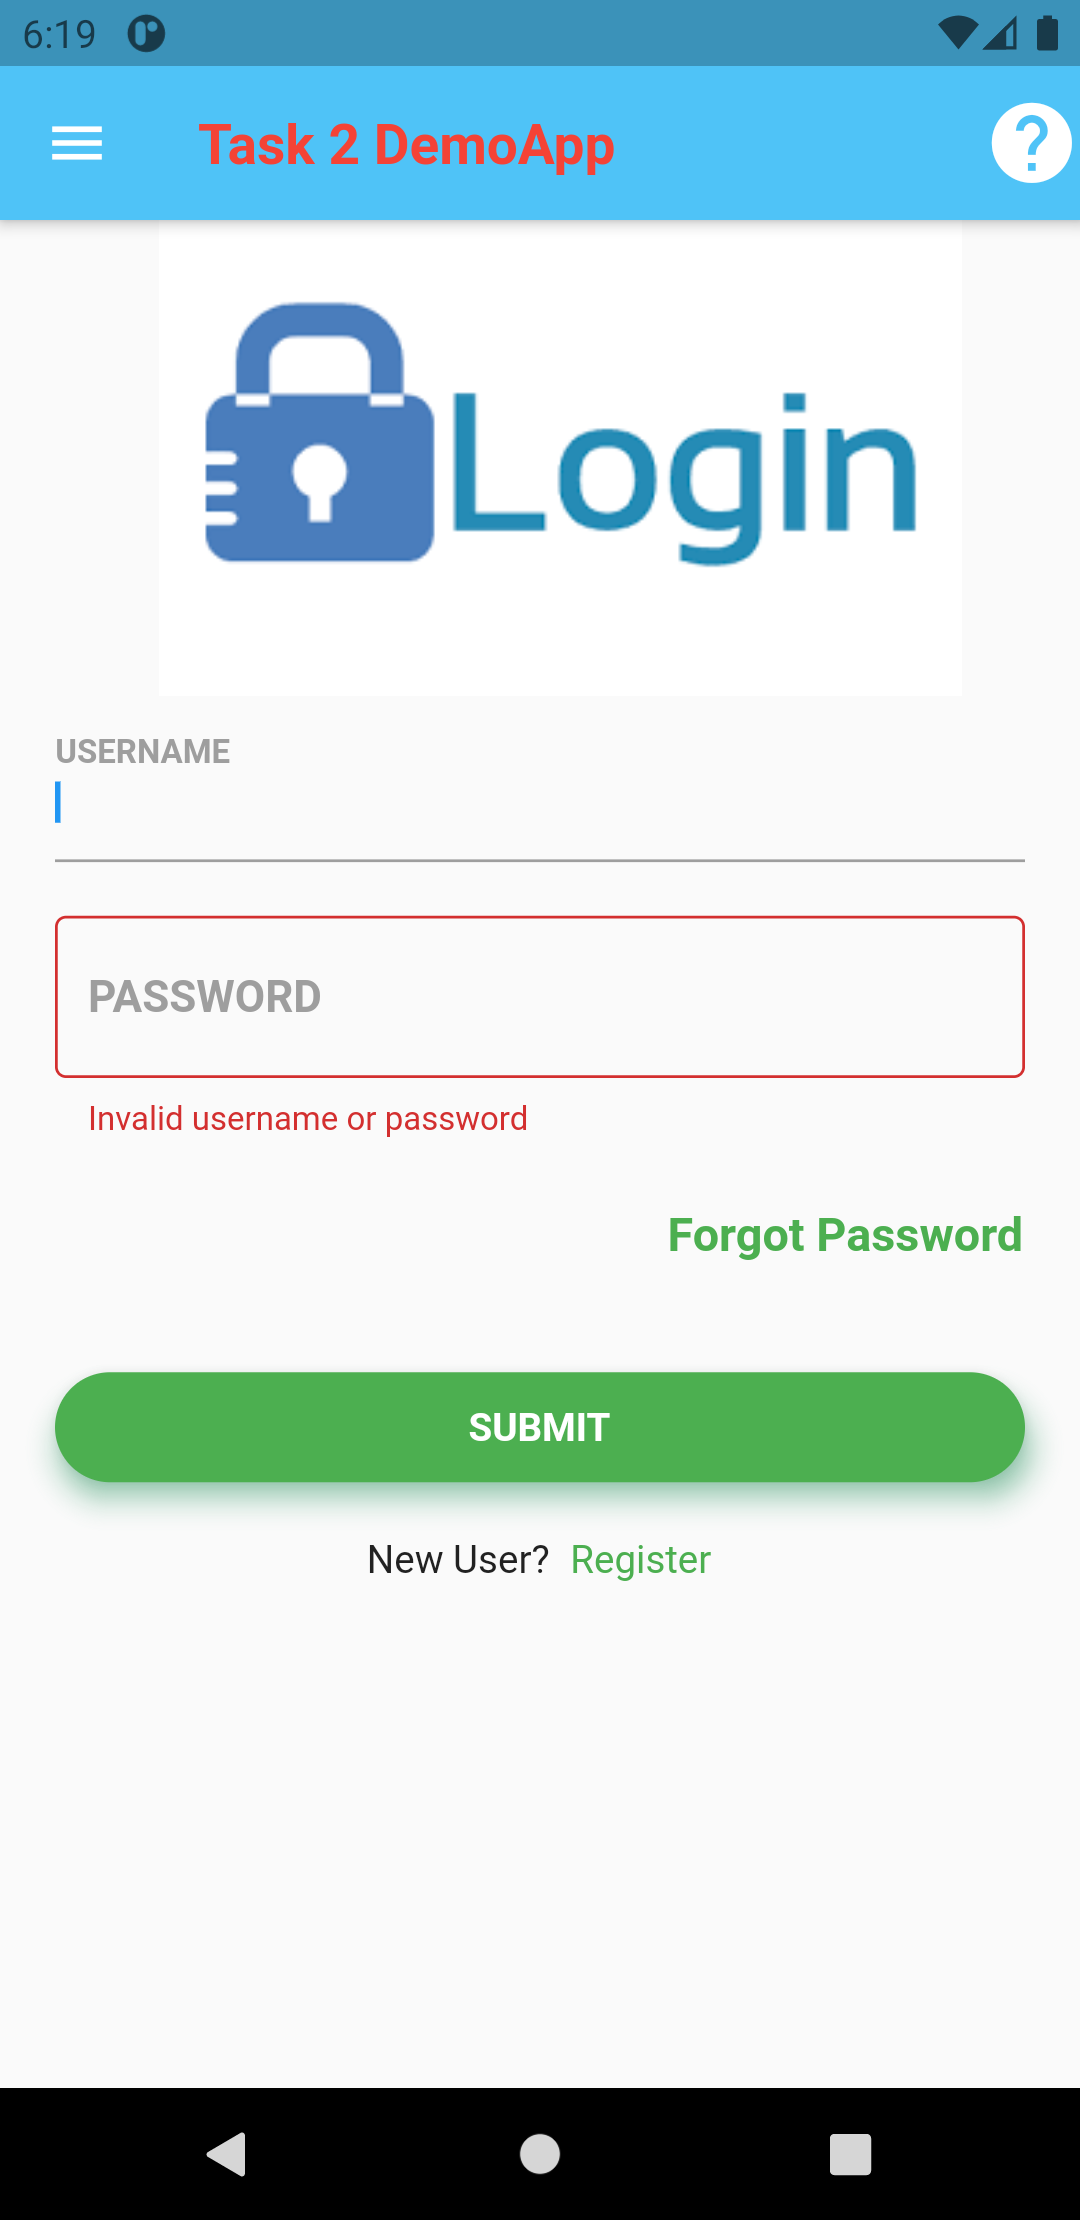 6:19
Task 2 DemoApp
Login
USERNAME
PASSWORD
Invalid username or password
Forgot Password
SUBMIT
New User? Register